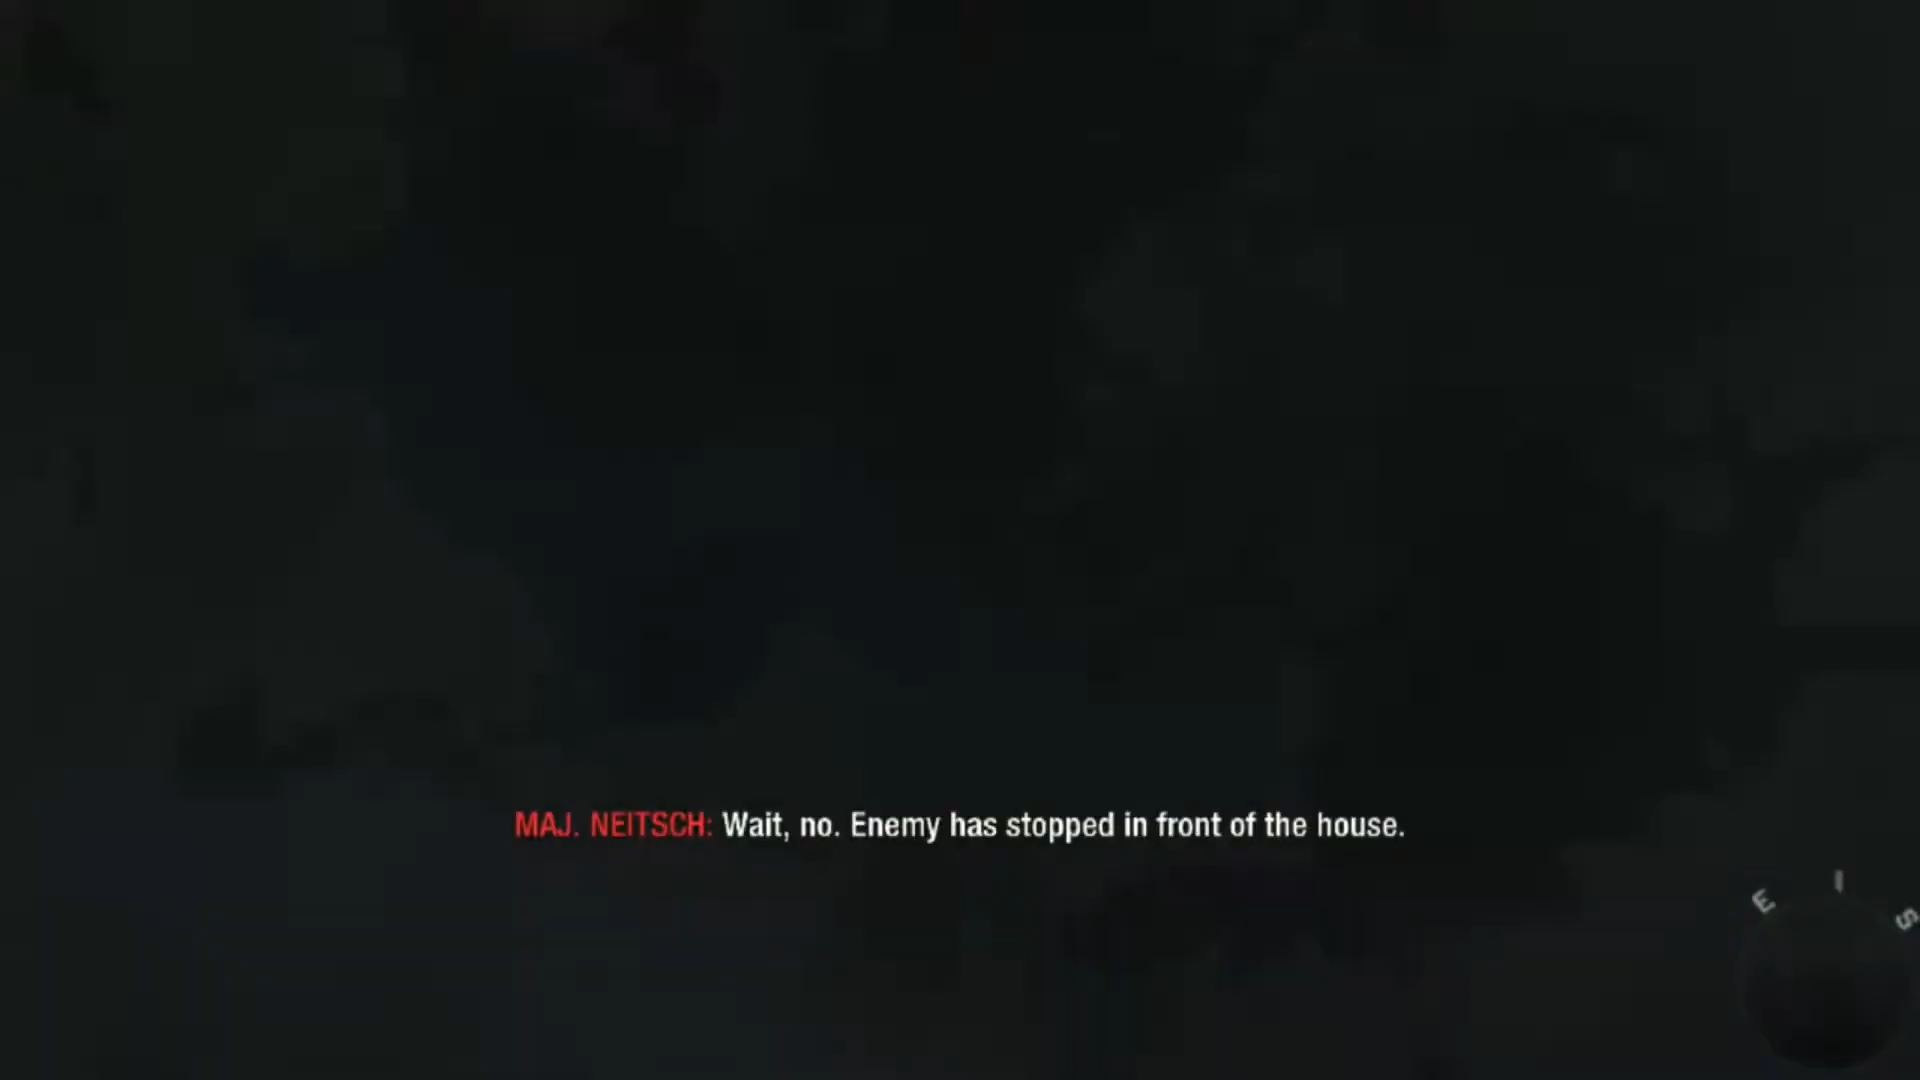 MAJ. NEITSCH: Wait, no. Enemy has stopped in front of the house.
E
S